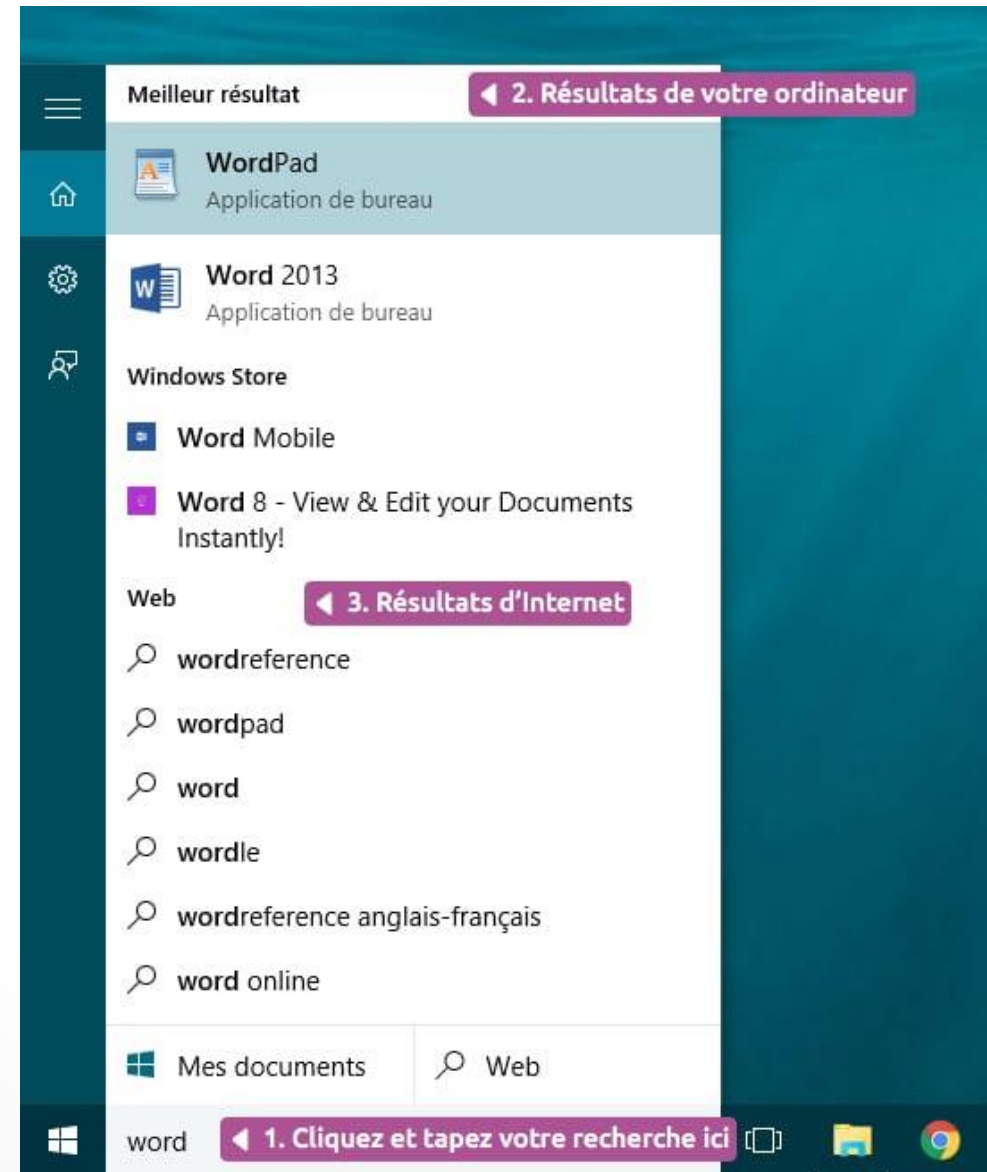 Meilleur résultat
2. Résultats de votre ordinateur
WordPad
Application de bureau
Word 2013
Application de bureau
Windows Store
Word Mobile
Word 8 - View & Edit your Documents
Instantly!
Web
3. Résultats d'Internet
wordreference
wordpad
word
wordle
wordreference anglais-français
word online
Mes documents
Web
word
1. Cliquez et tapez votre recherche ici